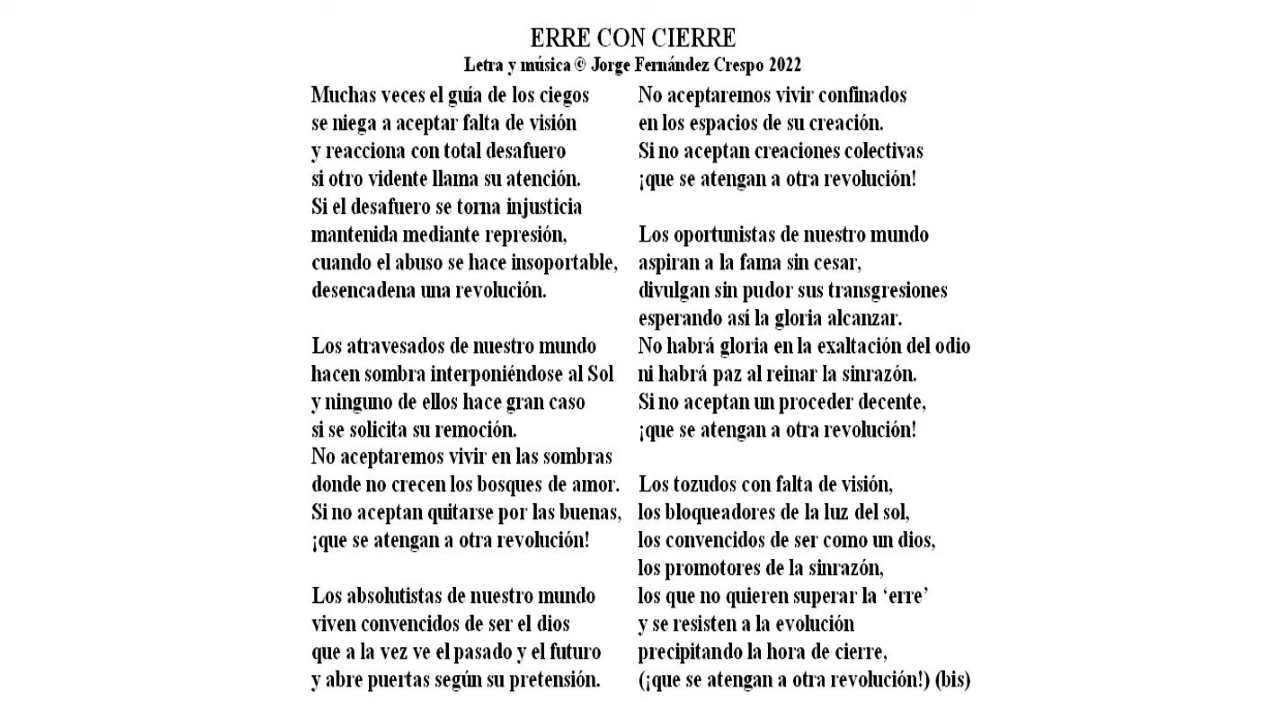 ERRE CON CIERRE
Letra y música © Jorge Fernández Crespo 2022
Muchas veces el guía de los ciegos
se niega a aceptar falta de visión
y reacciona con total desafuero
si otro vidente llama su atención.
Si el desafuero se torna injusticia
mantenida mediante represión,
cuando el abuso se hace insoportable,
desencadena una revolución.
Los atravesados de nuestro mundo
hacen sombra interponiéndose al Sol
y ninguno de ellos hace gran caso
si se solicita su remoción.
No aceptaremos vivir en las sombras
donde no crecen los bosques de amor.
Si no aceptan quitarse por las buenas,
¡que se atengan a otra revolución!
Los absolutistas de nuestro mundo
viven convencidos de ser el dios
que a la vez ve el pasado y el futuro
y abre puertas según su pretensión.
No aceptaremos vivir confinados
en los espacios de su creación.
Si no aceptan creaciones colectivas
¡que se atengan a otra revolución!
Los oportunistas de nuestro mundo
aspiran a la fama sin cesar,
divulgan sin pudor sus transgresiones
esperando así la gloria alcanzar.
No habrá gloria en la exaltación del odio
ni habrá paz al reinar la sinrazón.
Si no aceptan un proceder decente,
¡que se atengan a otra revolución!
Los tozudos con falta de visión,
los bloqueadores de la luz del sol,
los convencidos de ser como un dios,
los promotores de la sinrazón,
los que no quieren superar la ‘erre’
y se resisten a la evolución
precipitando la hora de cierre,
(¡que se atengan a otra revolución!) (bis)